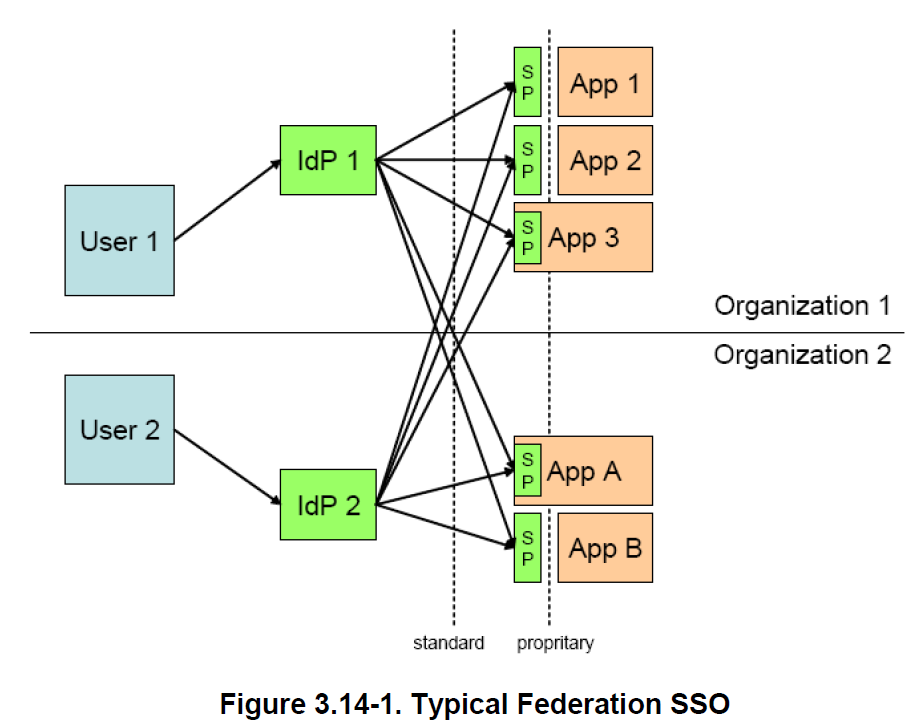 S
P
App 1
IdP 1
S
P
App 2
User 1
S
P
App 3
Organization 1
Organization 2
User 2
S
P
App A
IdP 2
S
P
App B
standard
propritary
Figure 3.14-1. Typical Federation SSO